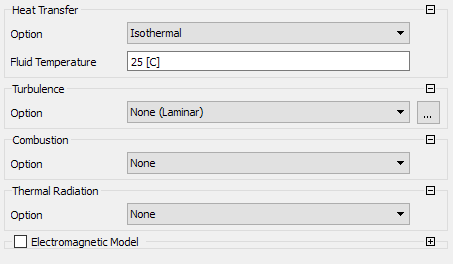 Heat Transfer
Option Isothermal
Fluid Temperature 25 [C]
Turbulence
Option None (Laminar) ...
Combustion
Option None
Thermal Radiation
Option None
Electromagnetic Model